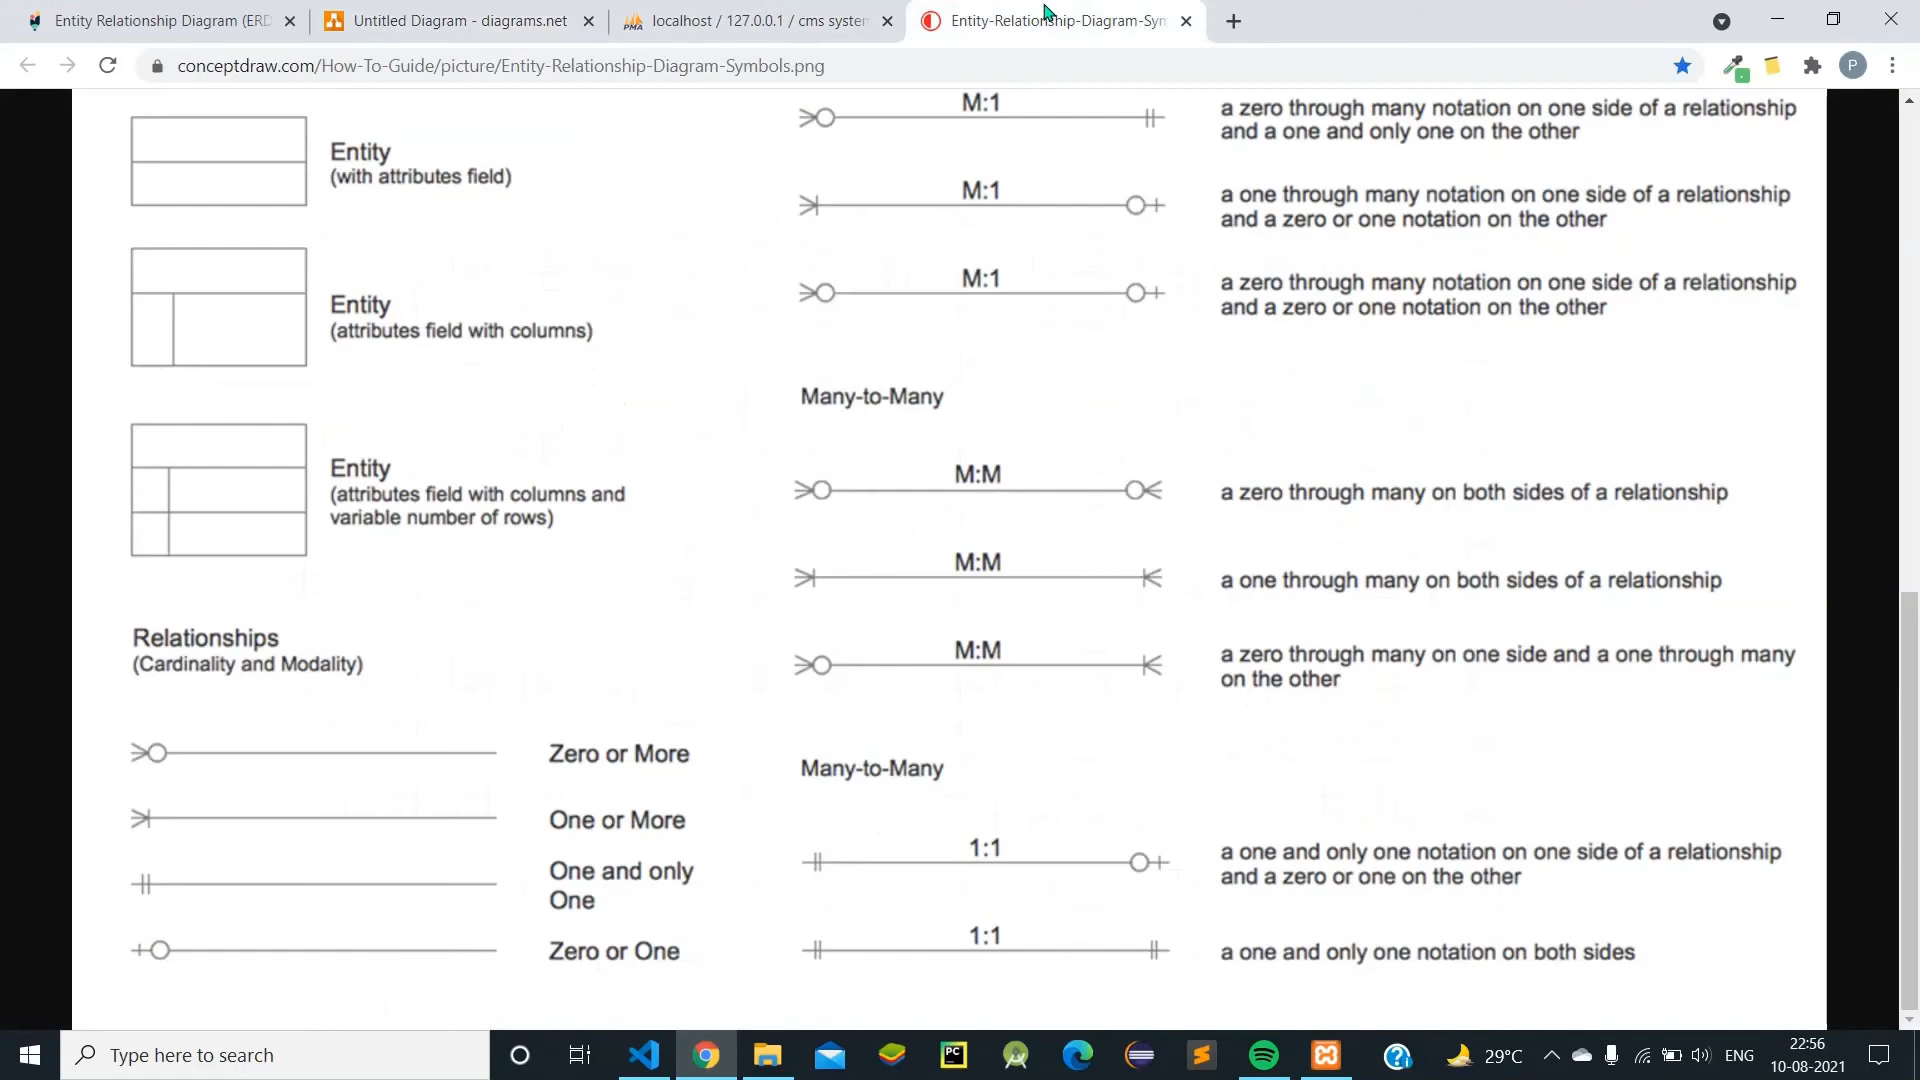 Entity Relationship Diagram (ERD
Untitled Diagram - diagrams.net
localhost / 127.0.0.1 / cms system
Entity-Relationship-Diagram-Sym
conceptdraw.com/How-To-Guide/picture/Entity-Relationship-Diagram-Symbols.png
P
Entity
(with attributes field)
Entity
(attributes field with columns)
Entity
(attributes field with columns and
variable number of rows)
Relationships
(Cardinality and Modality)
Zero or More
One or More
One and only
One
Zero or One
M:1
a zero through many notation on one side of a relationship
and a one and only one on the other
M:1
a one through many notation on one side of a relationship
and a zero or one notation on the other
M:1
a zero through many notation on one side of a relationship
and a zero or one notation on the other
Many-to-Many
M:M
a zero through many on both sides of a relationship
M:M
a one through many on both sides of a relationship
M:M
a zero through many on one side and a one through many
on the other
Many-to-Many
1:1
a one and only one notation on one side of a relationship
and a zero or one on the other
1:1
a one and only one notation on both sides
Type here to search
PC
29°C
ENG
22:56
10-08-2021